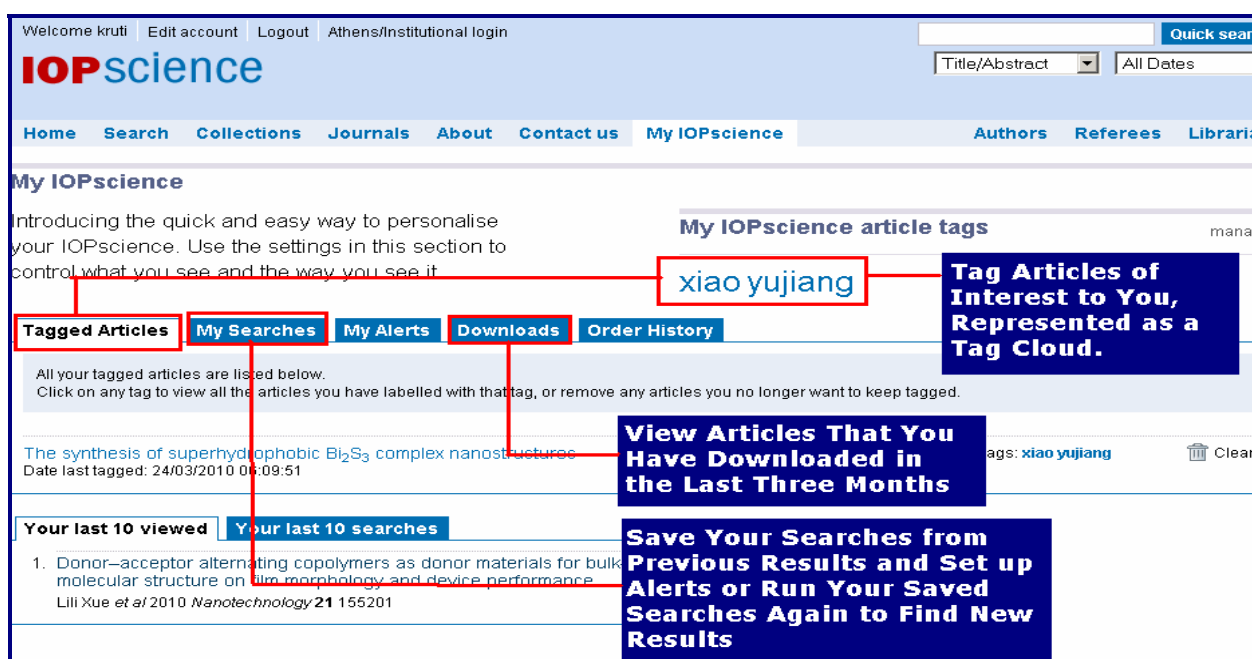 Welcome kruti Edit account Logout Athens/Institutional login
Quick sear
IOPscience
Title/Abstract All Dates
Home Search Collections Journals About Contact us My IOPscience Authors Referees Libraria
My IOPscience
Introducing the quick and easy way to personalise
your IOPscience. Use the settings in this section to
control what you see and the way you see it
My IOPscience article tags mana
xiao yujiang
Tag Articles of
Interest to You,
Represented as a
Tag Cloud.
Tagged Articles My Searches My Alerts Downloads Order History
All your tagged articles are listed below.
Click on any tag to view all the articles you have labelled with that tag, or remove any articles you no longer want to keep tagged.
The synthesis of superhydrophobic Bi₂S₃ complex nanostructures
ags: xiao yujiang Clear
Date last tagged: 24/03/2010 06:09:51
View Articles That You
Have Downloaded in
the Last Three Months
Your last 10 viewed Your last 10 searches
1. Donor–acceptor alternating copolymers as donor materials for bulk
molecular structure on film morphology and device performance
Lili Xue et al 2010 Nanotechnology 21 155201
Save Your Searches from
Previous Results and Set up
Alerts or Run Your Saved
Searches Again to Find New
Results